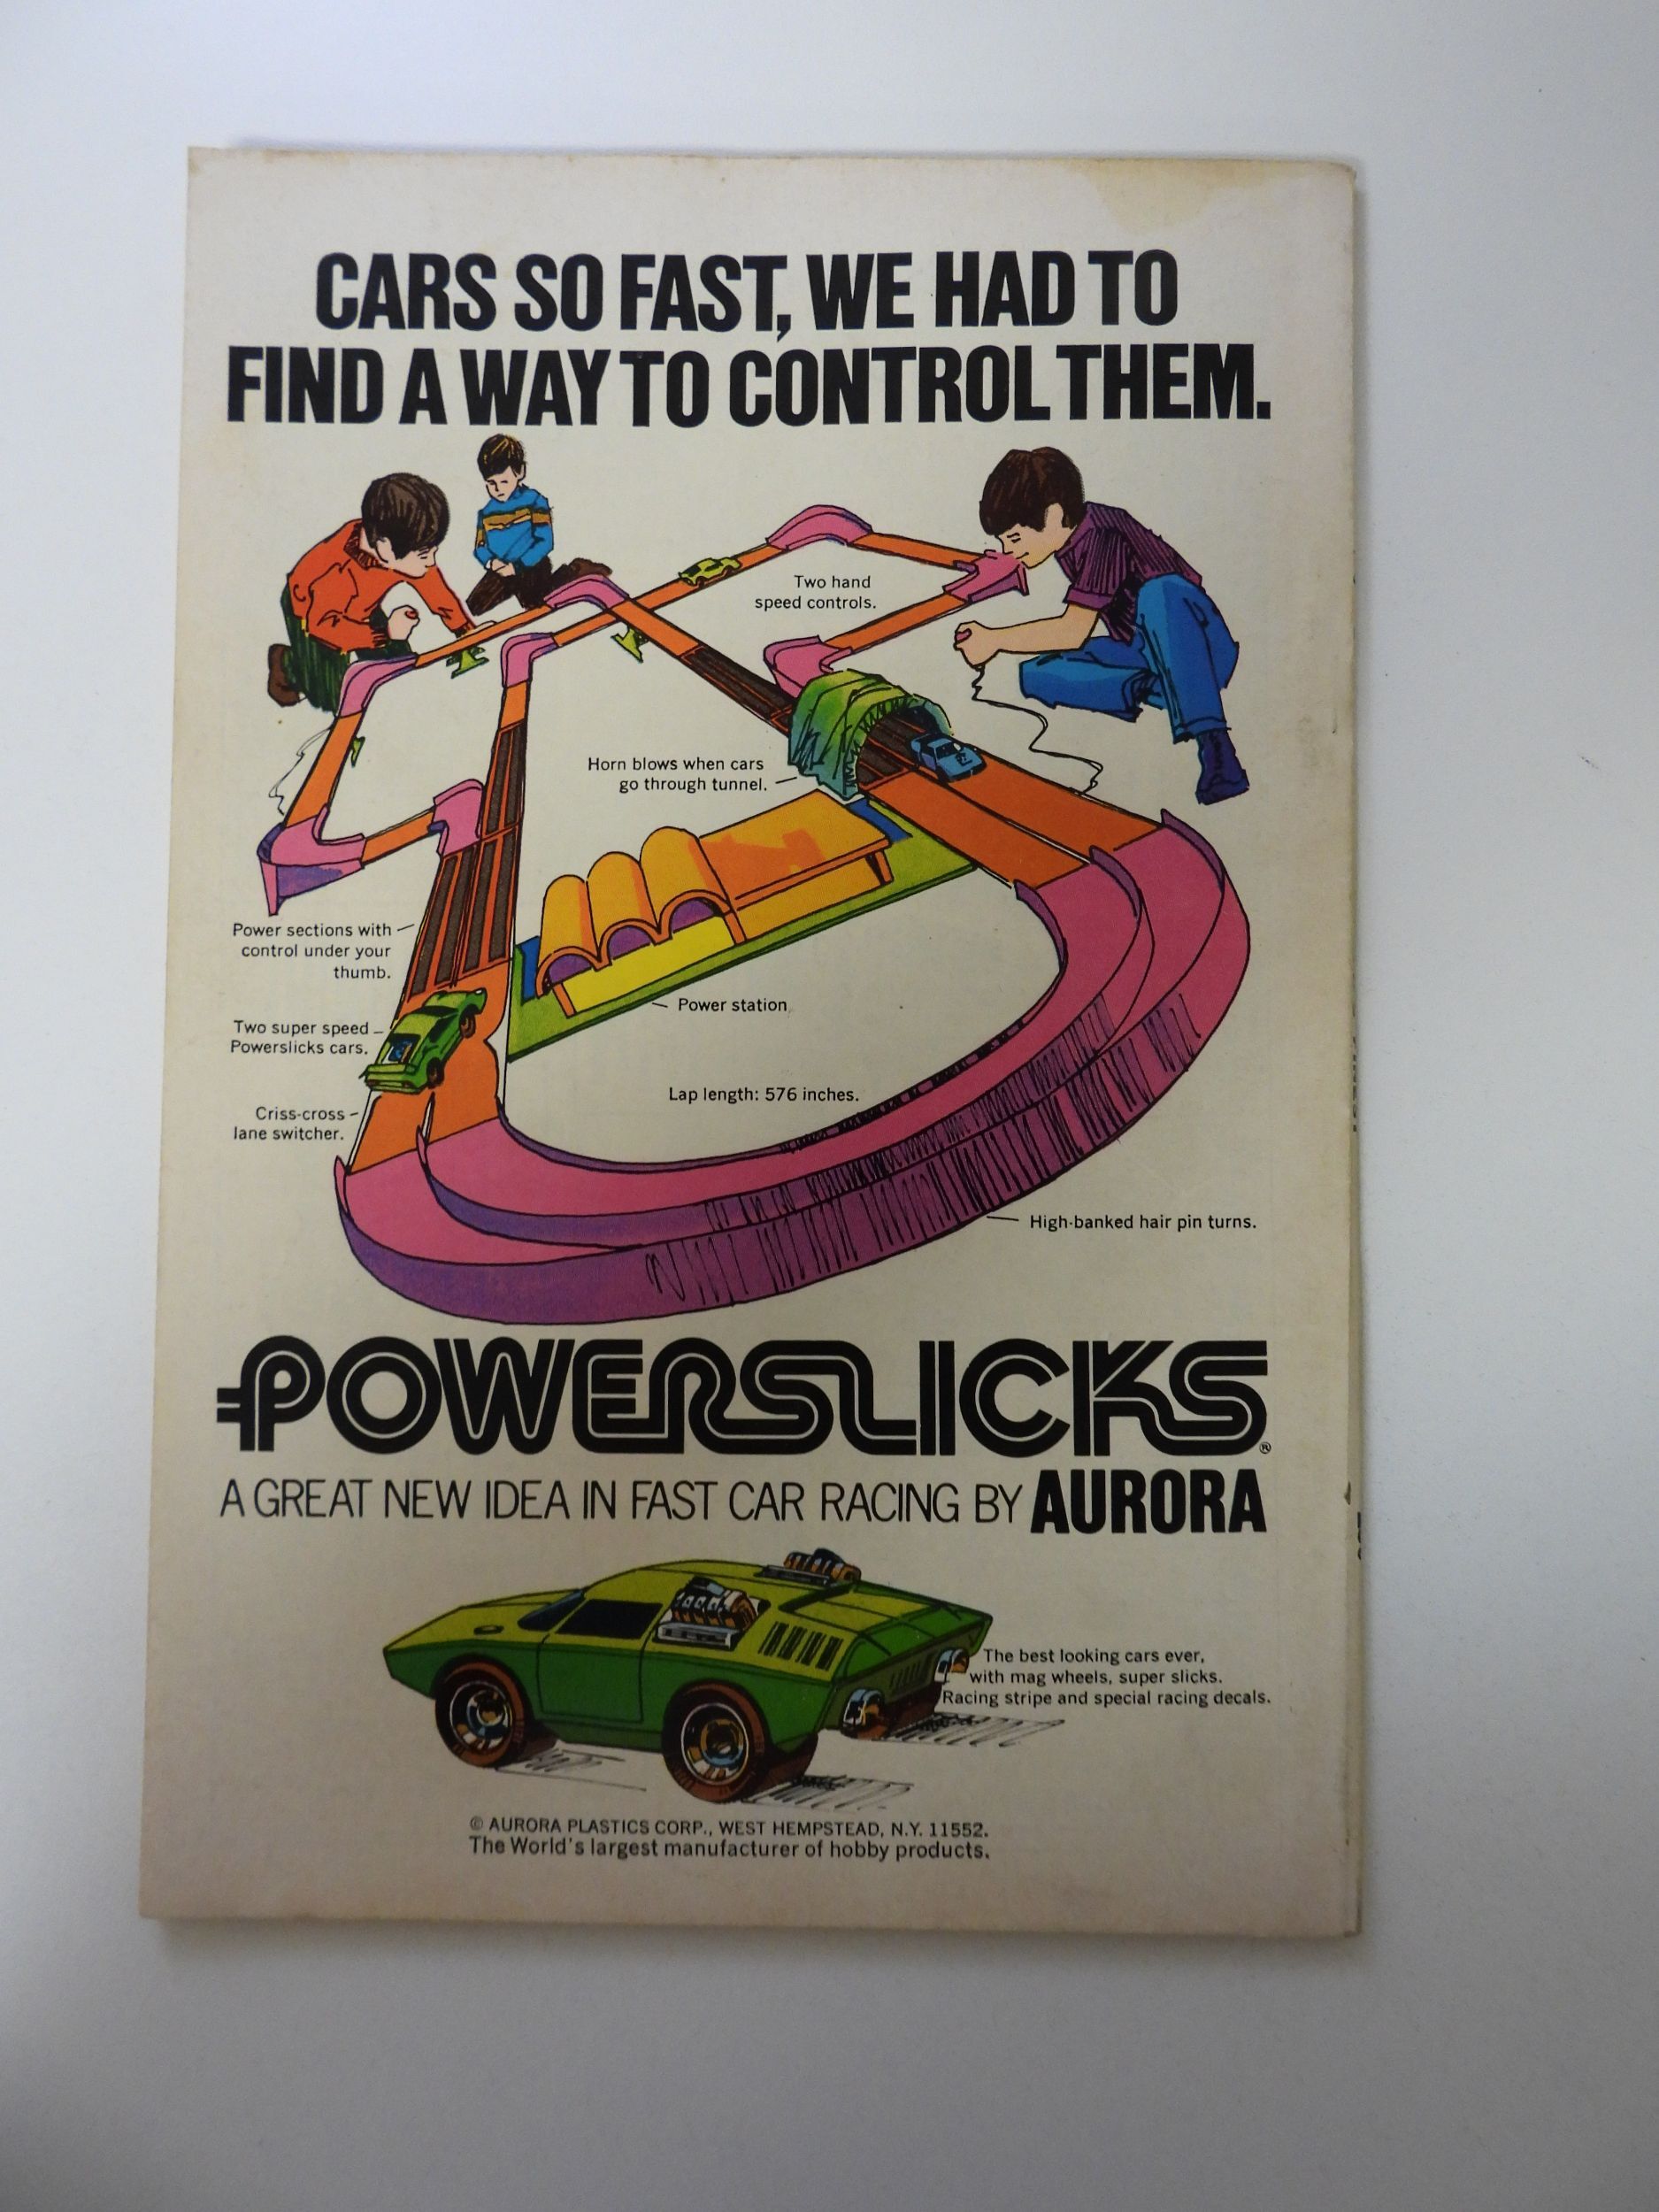 CARS SO FAST, WE HAD TO
FIND A WAY TO CONTROL THEM.
Two hand
speed controls.
Horn blows when cars
go through tunnel.
Power sections with
control under your
thumb.
Power station
Two super speed
Powerslicks cars.
Lap length: 576 inches.
Criss-cross
lane switcher.
High-banked hair pin turns.
POWERSLICKS®
A GREAT NEW IDEA IN FAST CAR RACING BY AURORA
The best looking cars ever,
with mag wheels, super slicks.
Racing stripe and special racing decals.
© AURORA PLASTICS CORP., WEST HEMPSTEAD, N.Y. 11552.
The World's largest manufacturer of hobby products.